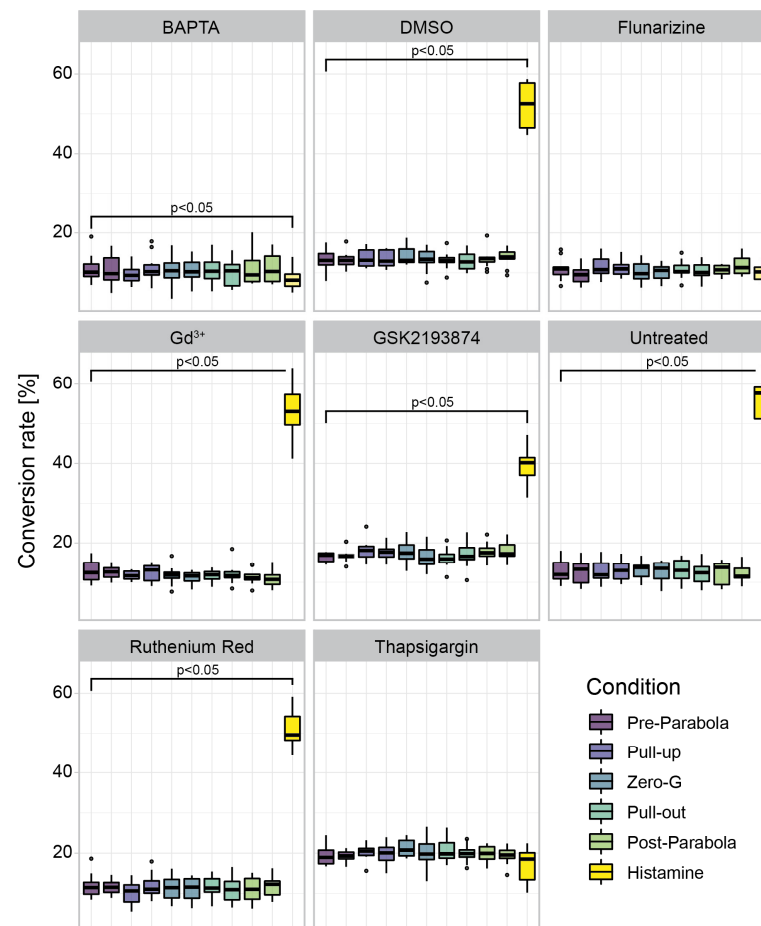 BAPTA
DMSO
Flunarizine
60
40
20
p<0.05
p<0.05
Gd³⁺
GSK2193874
Untreated
60
40
20
p<0.05
p<0.05
p<0.05
Conversion rate [%]
Ruthenium Red
Thapsigargin
60
40
20
p<0.05
Condition
Pre-Parabola
Pull-up
Zero-G
Pull-out
Post-Parabola
Histamine